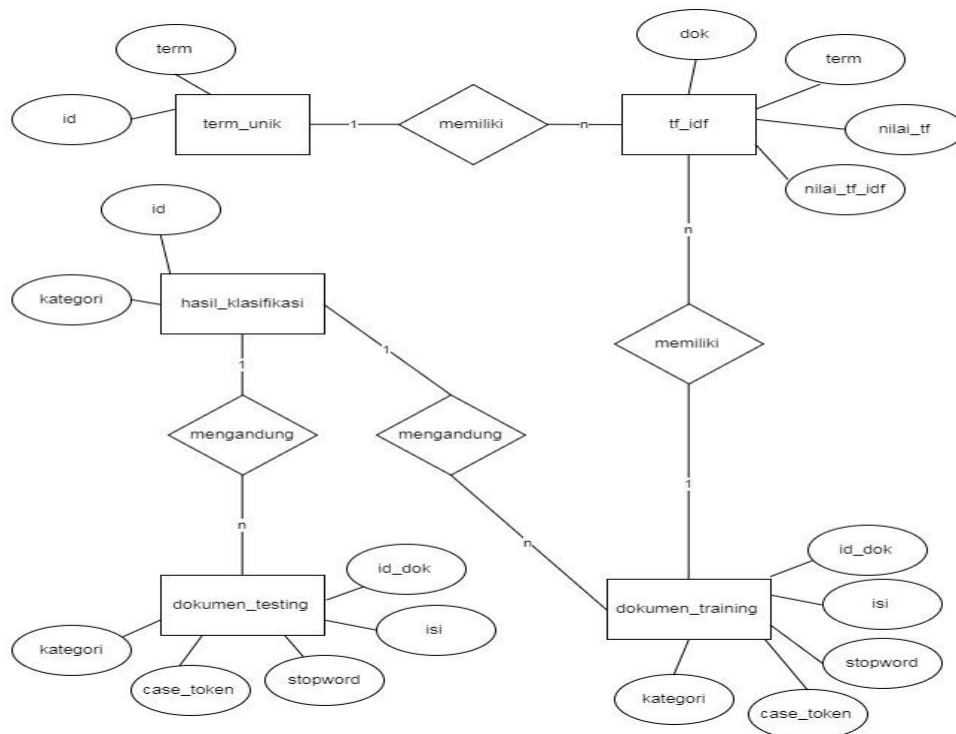 dok
term
term
id
term_unik
1
memiliki
n
tf_idf
nilai_tf
nilai_tf_idf
id
n
kategori
hasil_klasifikasi
1
1
memiliki
mengandung
mengandung
1
n
n
id_dok
id_dok
dokumen_testing
dokumen_training
isi
isi
kategori
case_token
stopword
stopword
kategori
case_token